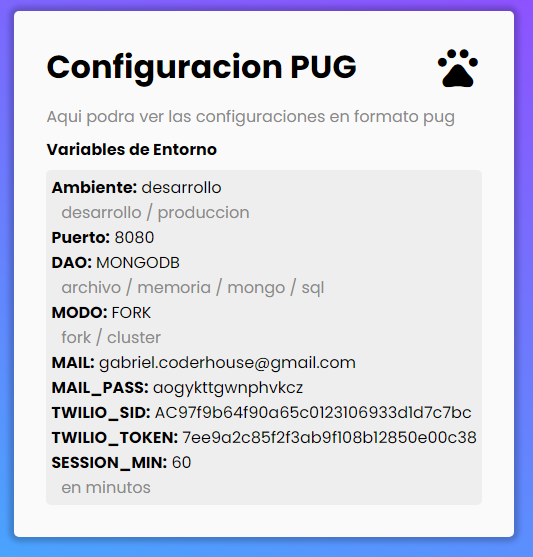 Configuracion PUG
Aqui podra ver las configuraciones en formato pug
Variables de Entorno
Ambiente: desarrollo
desarrollo / produccion
Puerto: 8080
DAO: MONGODB
archivo / memoria / mongo / sql
MODO: FORK
fork / cluster
MAIL: gabriel.coderhouse@gmail.com
MAIL_PASS: aogykttgwnphvkcz
TWILIO_SID: AC97f9b64f90a65c0123106933d1d7c7bc
TWILIO_TOKEN: 7ee9a2c85f2f3ab9f108b12850e00c38
SESSION_MIN: 60
en minutos